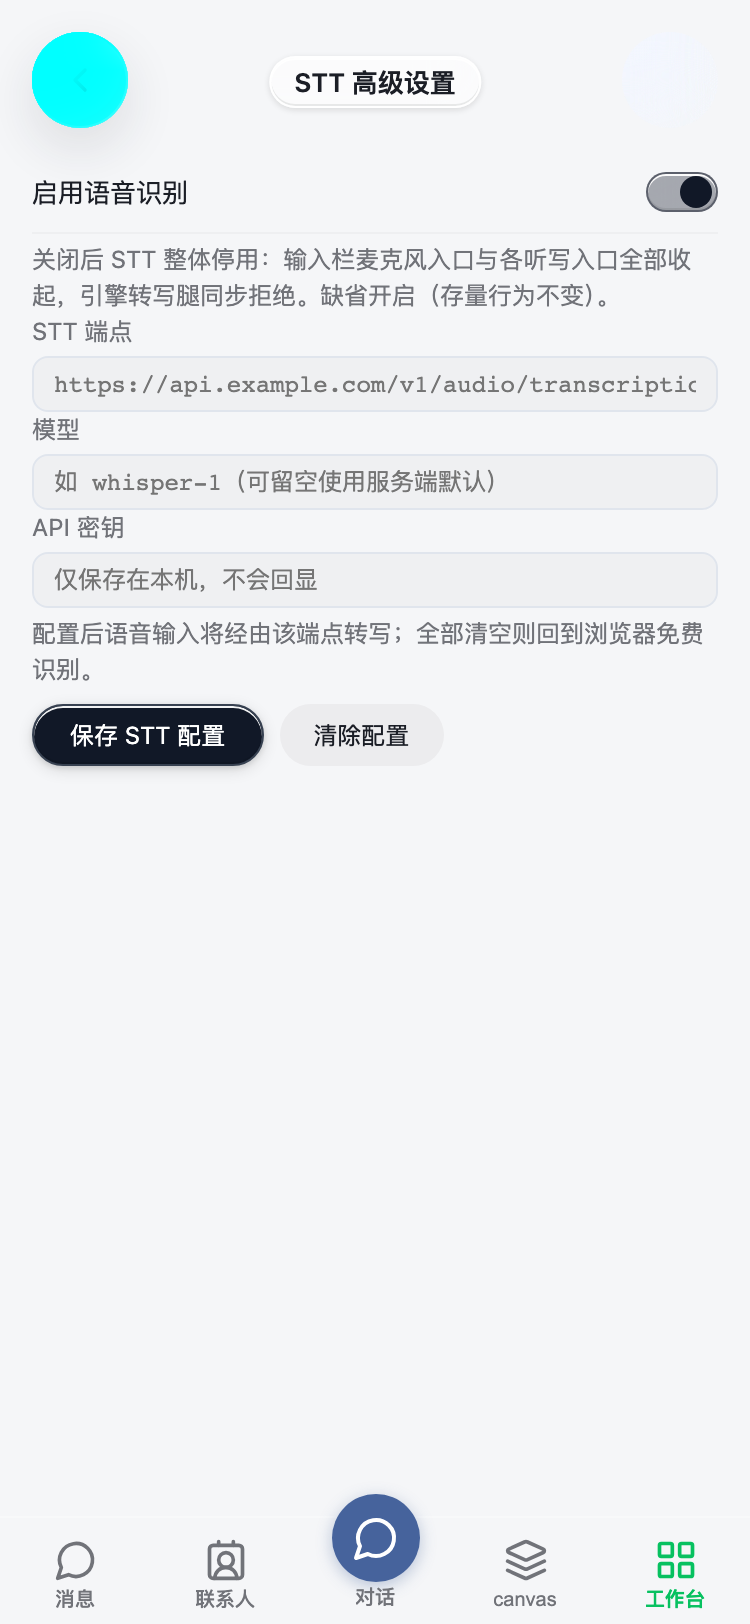 STT 高级设置
启用语音识别
关闭后 STT 整体停用：输入栏麦克风入口与各听写入口全部收
起，引擎转写腿同步拒绝。缺省开启（存量行为不变）。
STT 端点
https://api.example.com/v1/audio/transcriptic
模型
如 whisper-1（可留空使用服务端默认）
API 密钥
仅保存在本机，不会回显
配置后语音输入将经由该端点转写；全部清空则回到浏览器免费
识别。
保存 STT 配置
清除配置
消息
联系人
对话
canvas
工作台